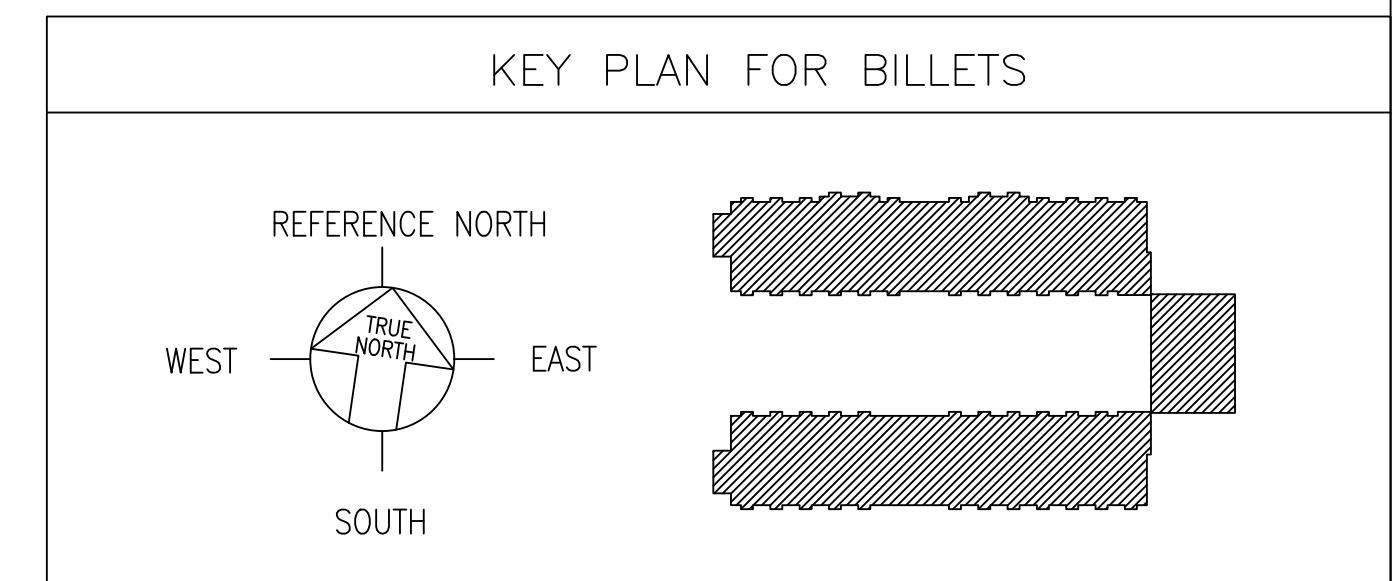 KEY PLAN FOR BILLETS
REFERENCE NORTH
TRUE
NORTH
WEST
EAST
SOUTH